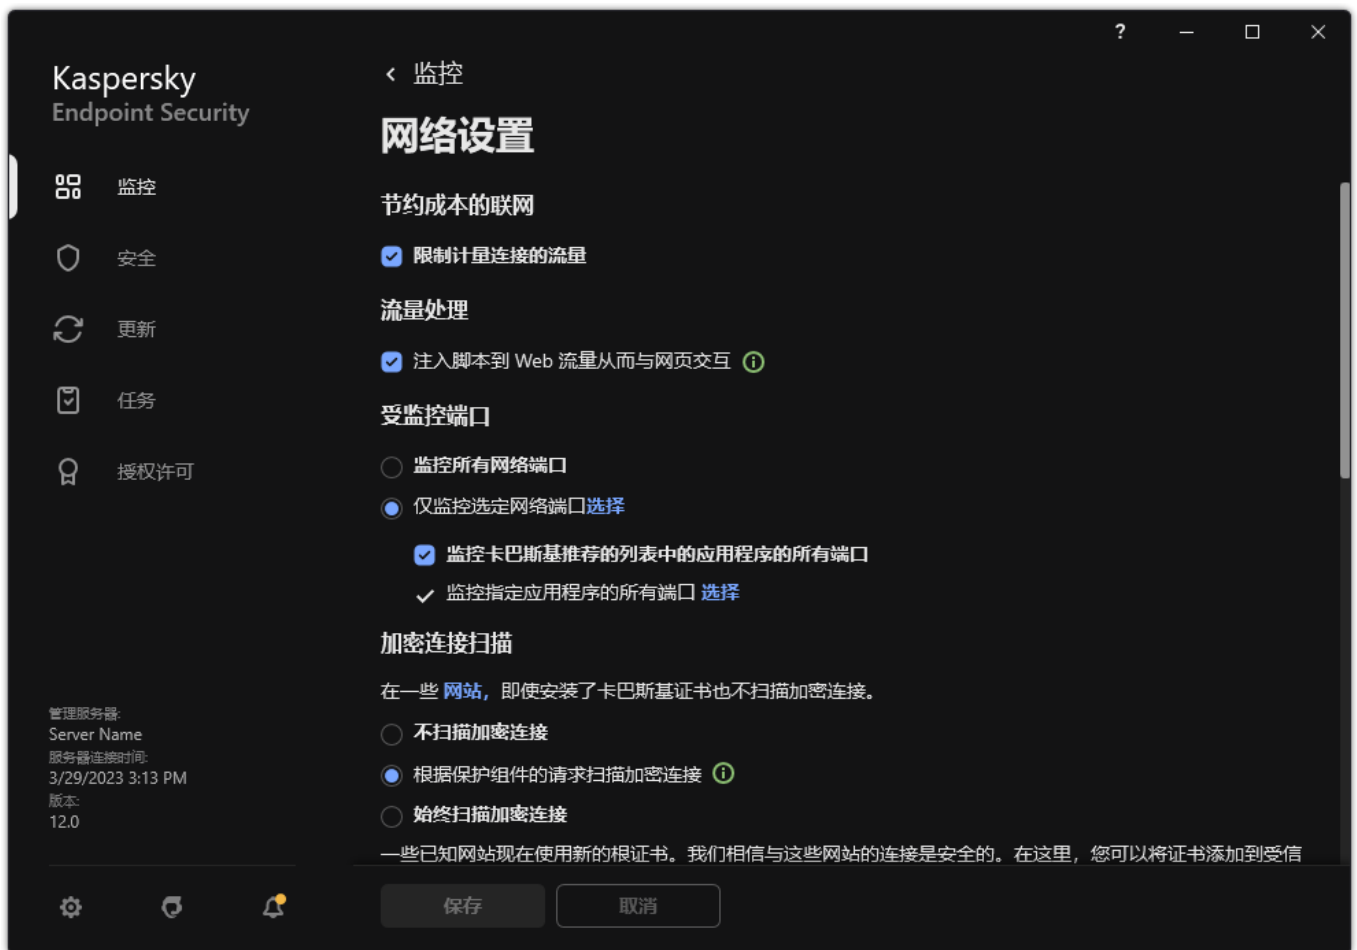 ?
Kaspersky
Endpoint Security
监控
安全
更新
任务
授权许可
管理服务器:
Server Name
服务器连接时间:
3/29/2023 3:13 PM
版本:
12.0
监控
网络设置
节约成本的联网
限制计量连接的流量
流量处理
注入脚本到 Web 流量从而与网页交互
受监控端口
监控所有网络端口
仅监控选定网络端口选择
监控卡巴斯基推荐的列表中的应用程序的所有端口
监控指定应用程序的所有端口 选择
加密连接扫描
在一些 网站，即使安装了卡巴斯基证书也不扫描加密连接。
不扫描加密连接
根据保护组件的请求扫描加密连接
始终扫描加密连接
一些已知网站现在使用新的根证书。我们相信与这些网站的连接是安全的。在这里，您可以将证书添加到受信
保存
取消